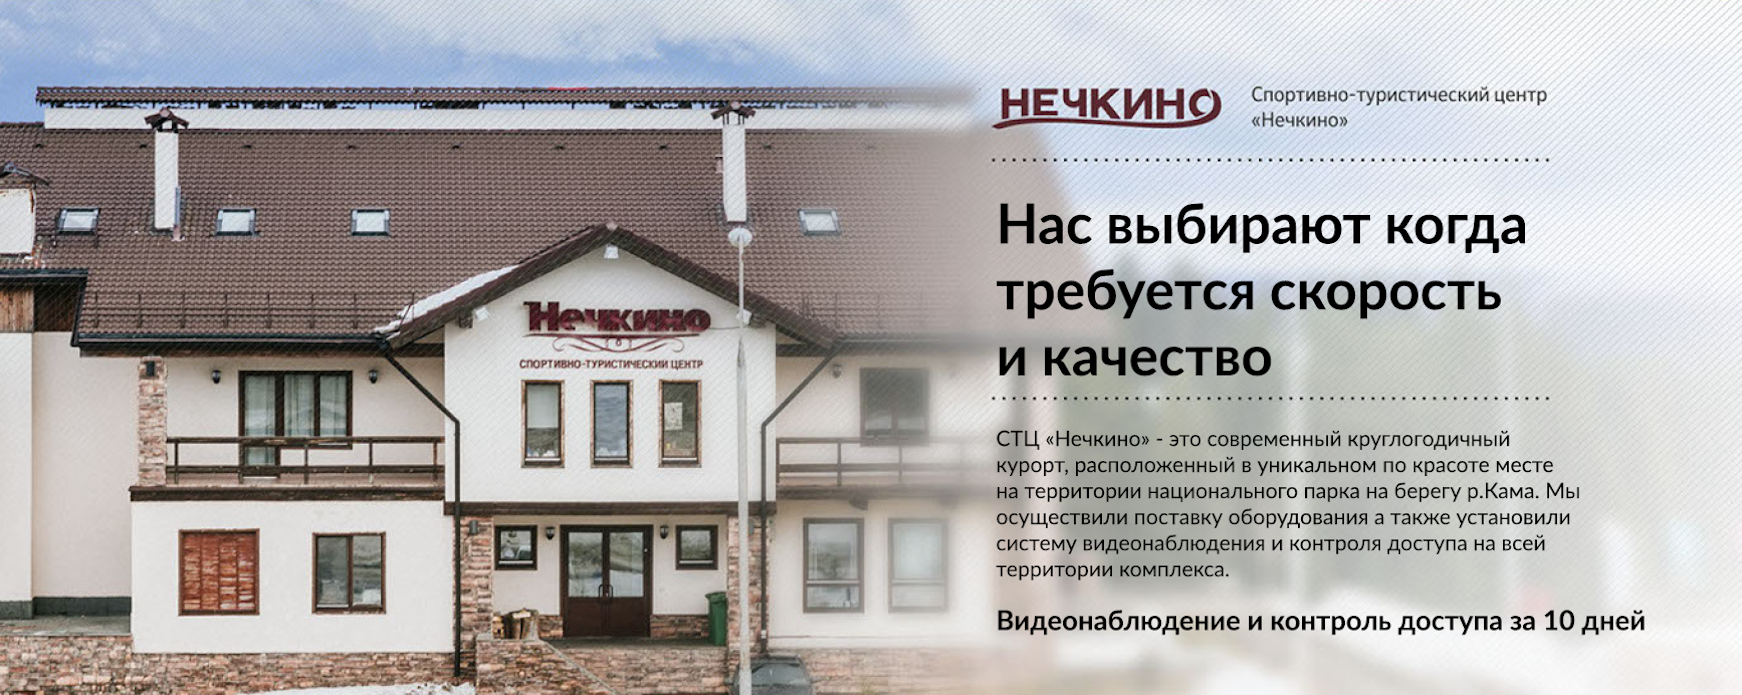 Нечкино
СПОРТИВНО-ТУРИСТИЧЕСКИЙ ЦЕНТР
НЕЧКИНО
Спортивно-туристический центр
«Нечкино»
Нас выбирают когда
требуется скорость
и качество
СТЦ «Нечкино» - это современный круглогодичный
курорт, расположенный в уникальном по красоте месте
на территории национального парка на берегу р.Кама. Мы
осуществили поставку оборудования а также установили
систему видеонаблюдения и контроля доступа на всей
территории комплекса.
Видеонаблюдение и контроль доступа за 10 дней